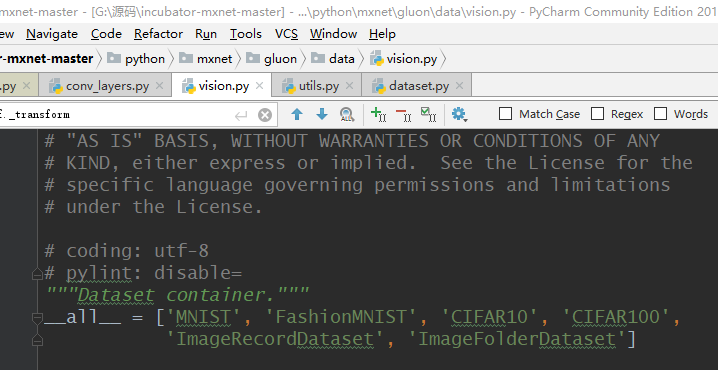 mxnet-master - [G:\源码\incubator-mxnet-master] - ...\python\mxnet\gluon\data\vision.py - PyCharm Community Edition 201
View Navigate Code Refactor Run Tools VCS Window Help
r-mxnet-master python mxnet gluon data vision.py
.py conv_layers.py vision.py utils.py dataset.py
f._transform Match Case Regex Words
# "AS IS" BASIS, WITHOUT WARRANTIES OR CONDITIONS OF ANY
# KIND, either express or implied.  See the License for the
# specific language governing permissions and limitations
# under the License.
# coding: utf-8
# pylint: disable=
"""Dataset container."""
__all__ = ['MNIST', 'FashionMNIST', 'CIFAR10', 'CIFAR100',
'ImageRecordDataset', 'ImageFolderDataset']